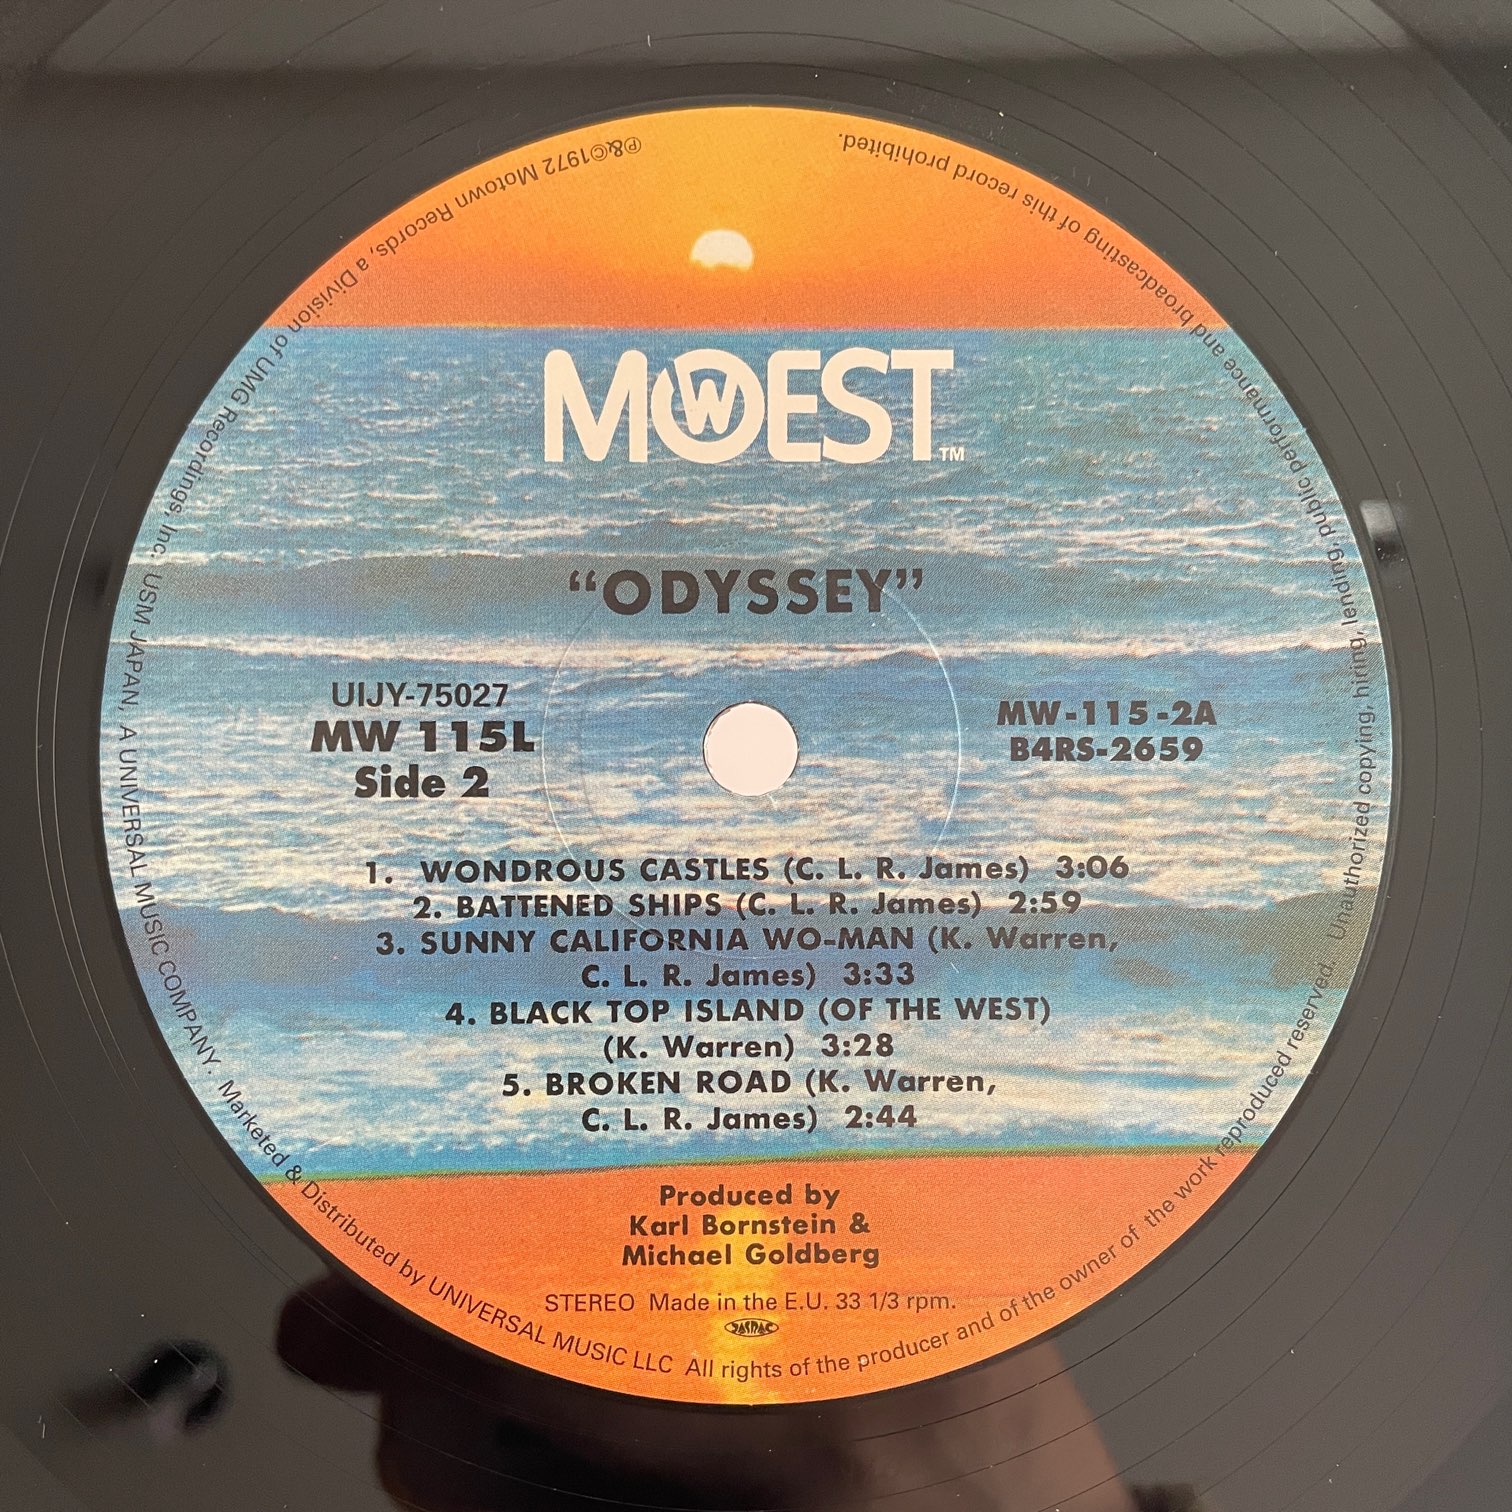 MOWEST™
“ODYSSEY”
UIJY-75027
MW 115L
Side 2
MW-115-2A
B4RS-2659
1. WONDROUS CASTLES (C. L. R. James) 3:06
2. BATTENED SHIPS (C. L. R. James) 2:59
3. SUNNY CALIFORNIA WO-MAN (K. Warren,
C. L. R. James) 3:33
4. BLACK TOP ISLAND (OF THE WEST)
(K. Warren) 3:28
5. BROKEN ROAD (K. Warren,
C. L. R. James) 2:44
Produced by
Karl Bornstein &
Michael Goldberg
STEREO Made in the E.U. 33 1/3 rpm.
JASRAC
℗&©1972 Motown Records, a Division of UMG Recordings, Inc. USM JAPAN, A UNIVERSAL MUSIC COMPANY. Marketed & Distributed by UNIVERSAL MUSIC LLC All rights of the producer and of the owner of the work reproduced reserved. Unauthorized copying, hiring, lending, public performance and broadcasting of this record prohibited.